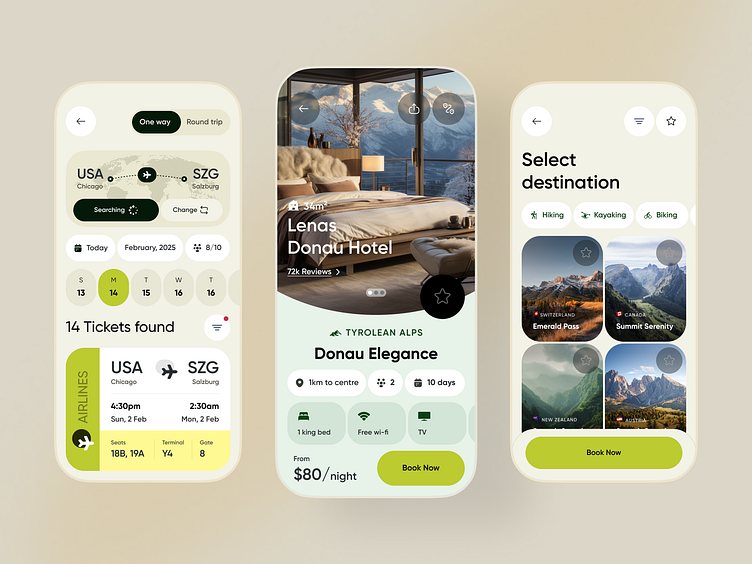 One way
Round trip
USA
SZG
Chicago
Salzburg
Searching
Change
Today
February, 2025
8/10
S
M
T
W
T
13
14
15
16
16
14 Tickets found
AIRLINES
USA
SZG
Chicago
Salzburg
4:30pm
2:30am
Sun, 2 Feb
Mon, 2 Feb
Seats
Terminal
Gate
18B, 19A
Y4
8
34m²
Lenas
Donau Hotel
72k Reviews
TYROLEAN ALPS
Donau Elegance
1km to centre
2
10 days
1 king bed
Free wi-fi
TV
From
$80/night
Book Now
Select
destination
Hiking
Kayaking
Biking
SWITZERLAND
Emerald Pass
CANADA
Summit Serenity
NEW ZEALAND
AUSTRIA
Book Now